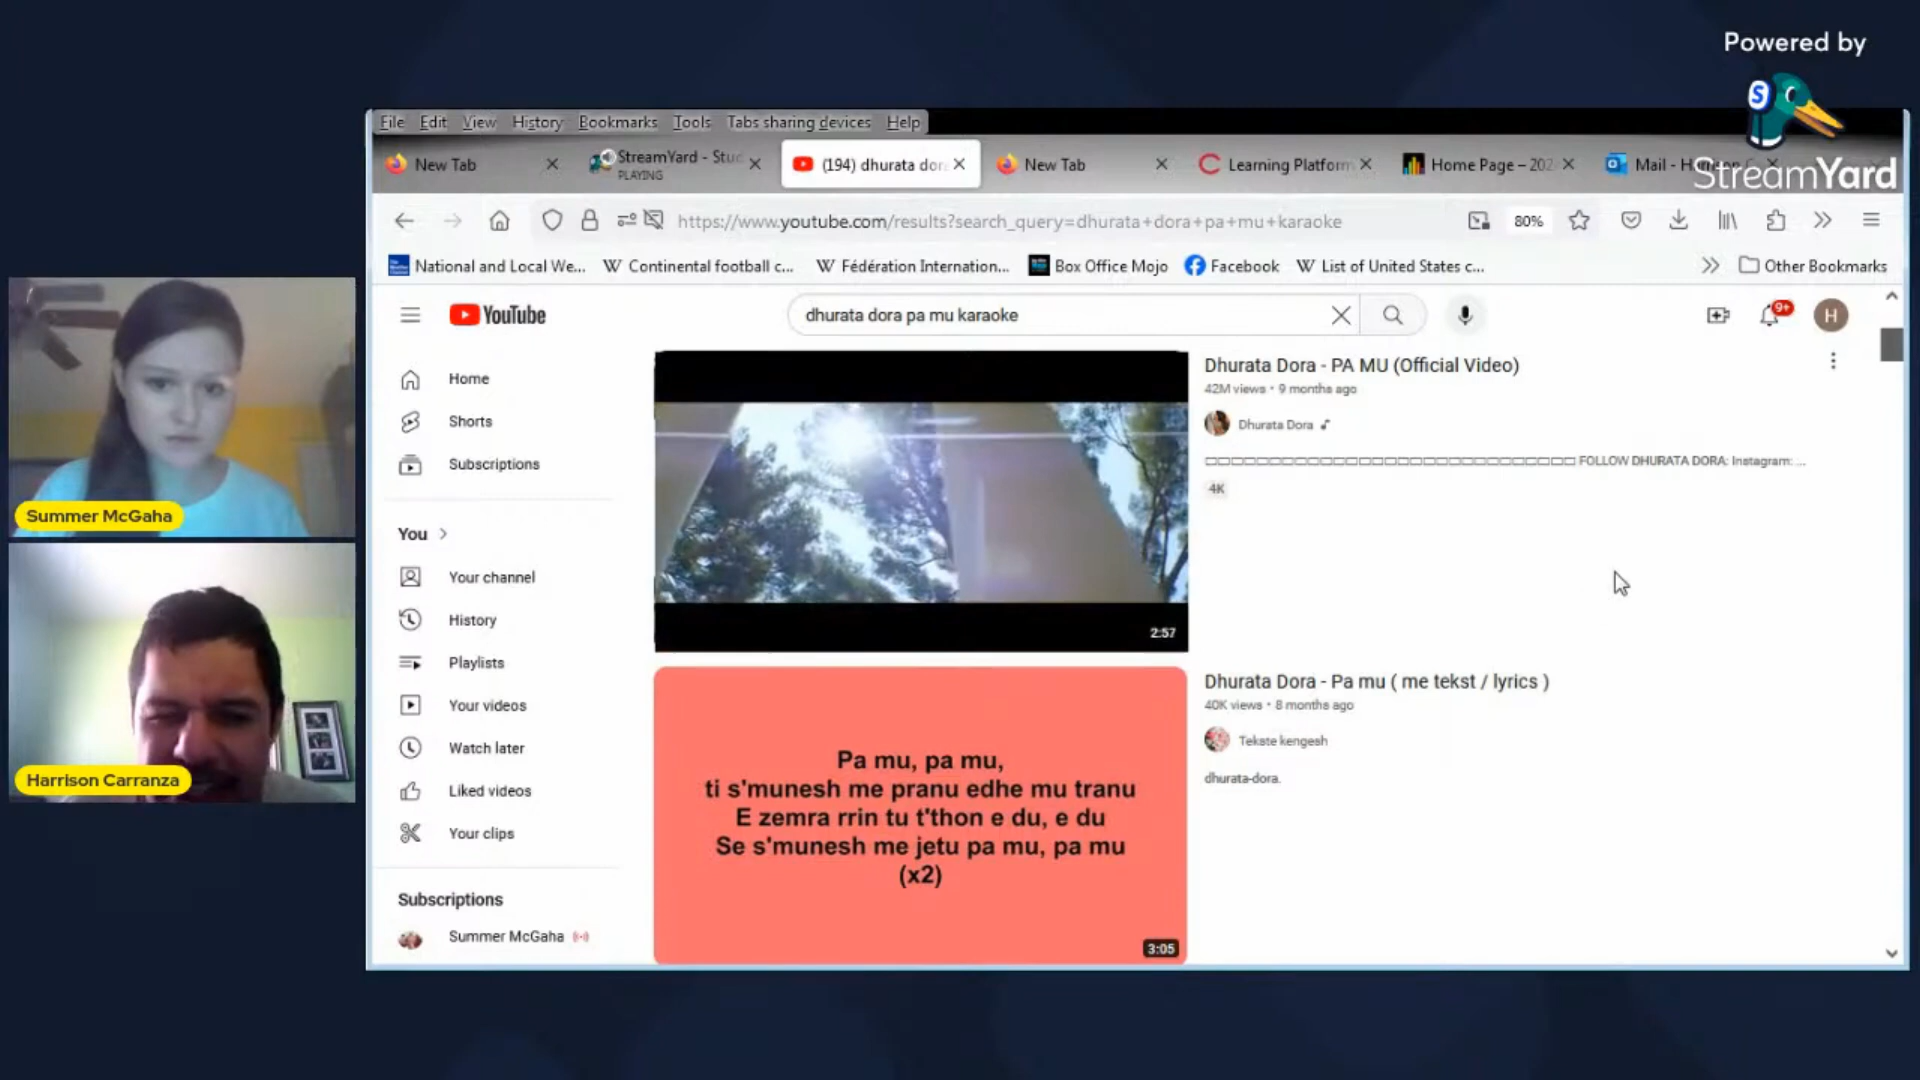 Powered by
StreamYard
File Edit View History Bookmarks Tools Tabs sharing devices Help
New Tab
StreamYard - Stud
PLAYING
(194) dhurata dor
New Tab
Learning Platform
Home Page – 202
Mail - Harrison C
https://www.youtube.com/results?search_query=dhurata+dora+pa+mu+karaoke
80%
National and Local We...
Continental football c...
Fédération Internation...
Box Office Mojo
Facebook
List of United States c...
Other Bookmarks
YouTube
dhurata dora pa mu karaoke
9+
H
Home
Shorts
Subscriptions
You
Your channel
History
Playlists
Your videos
Watch later
Liked videos
Your clips
Subscriptions
Summer McGaha
2:57
Dhurata Dora - PA MU (Official Video)
42M views • 9 months ago
Dhurata Dora
FOLLOW DHURATA DORA: Instagram: ...
4K
Pa mu, pa mu,
ti s'munesh me pranu edhe mu tranu
E zemra rrin tu t'thon e du, e du
Se s'munesh me jetu pa mu, pa mu
(x2)
3:05
Dhurata Dora - Pa mu ( me tekst / lyrics )
40K views • 8 months ago
Tekste kengesh
dhurata-dora.
Summer McGaha
Harrison Carranza